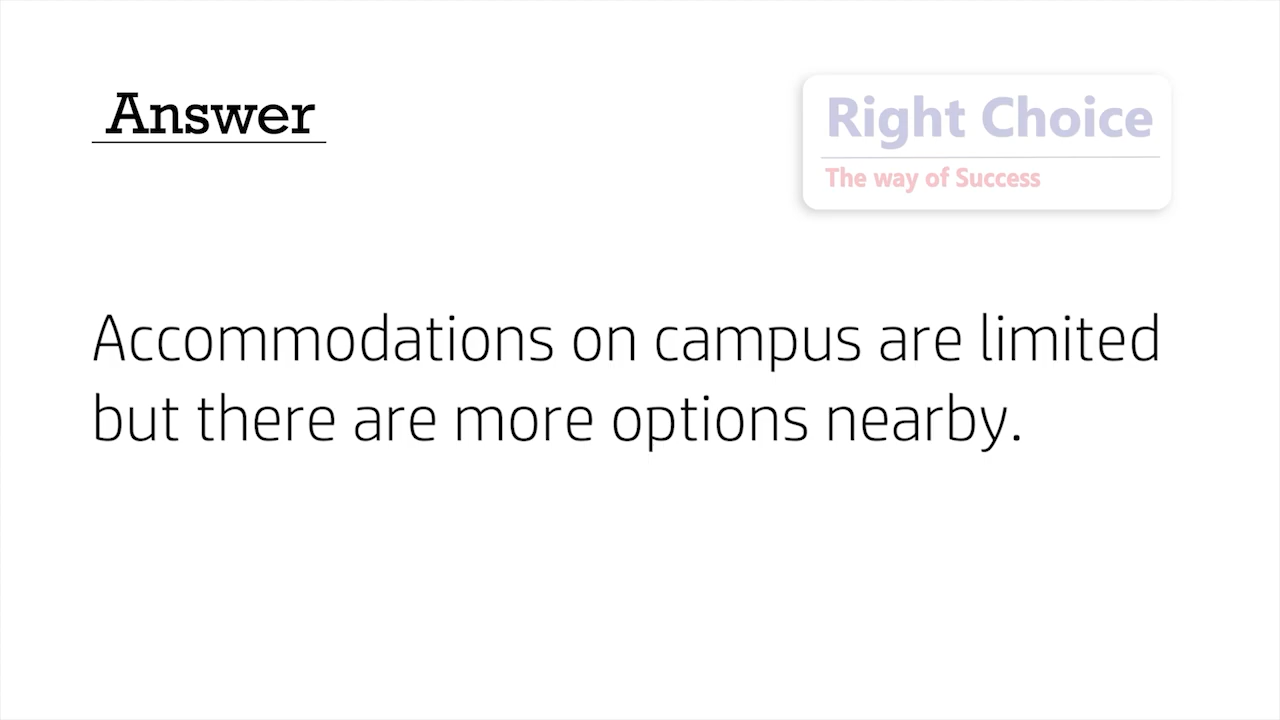 Answer
Right Choice
The way of Success
Accommodations on campus are limited
but there are more options nearby.